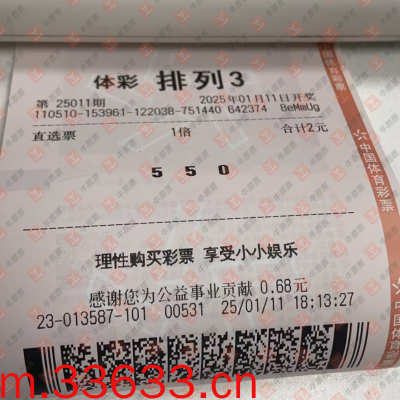 体彩 排列3
第 25011期 2025年01月11日开奖
110510-153961-122038-751440 642374 BeMmUg
直选票 1倍 合计2元
5 5 0
理性购买彩票 享受小小娱乐
感谢您为公益事业贡献 0.68元
23-013587-101 00531 25/01/11 18:13:27
中国体育彩票
m.33633.cn